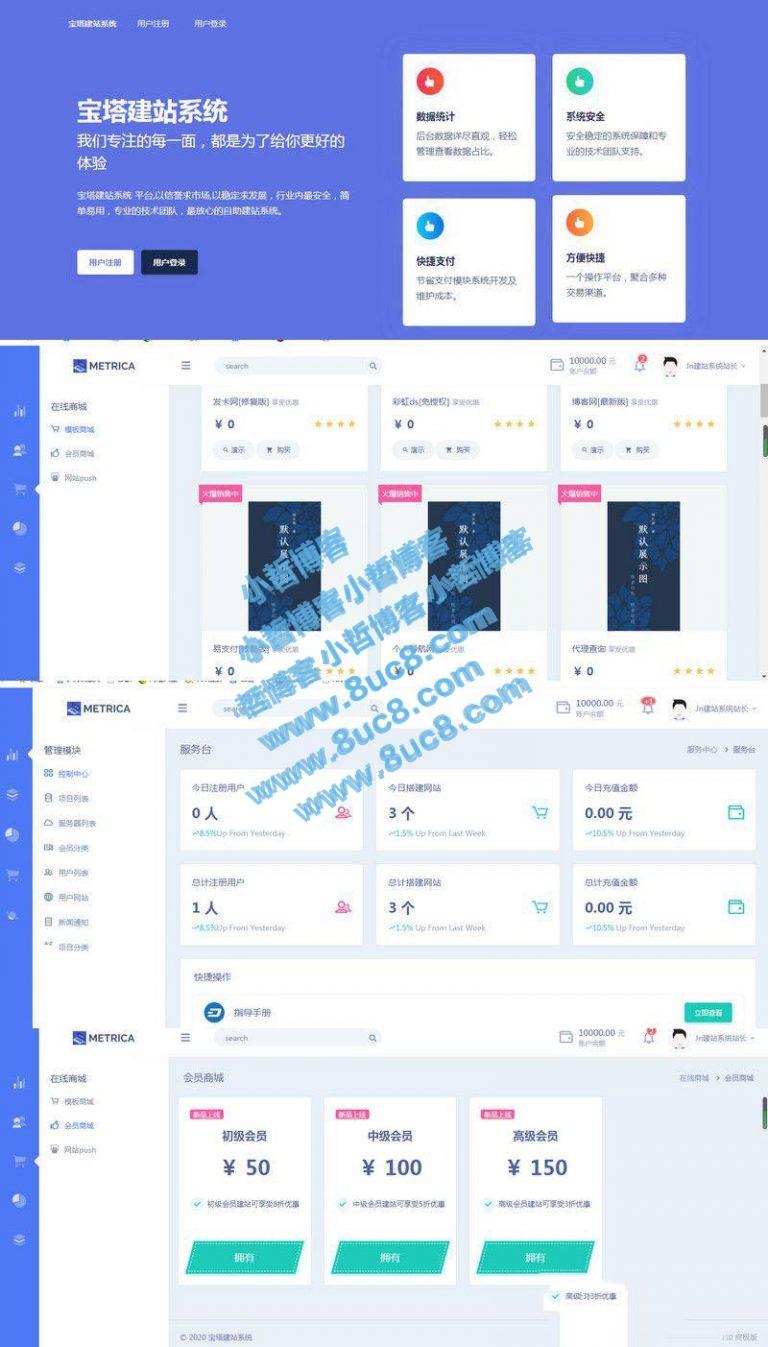 宝塔建站系统 用户注册 用户登录
宝塔建站系统
我们专注的每一面，都是为了给你更好的
体验
宝塔建站系统 平台,以信誉求市场,以稳定求发展，行业内最安全，简
单易用，专业的技术团队，最放心的自助建站系统。
用户注册 用户登录
数据统计
后台数据详尽直观，轻松
管理查看数据占比。
系统安全
安全稳定的系统保障和专
业的技术团队支持。
快捷支付
节省支付模块系统开发及
维护成本。
方便快捷
一个操作平台，聚合多种
交易渠道。
METRICA
search
10000.00 元
账户余额
2
Jn建站系统站长
在线商城
模板商城
会员商城
网站push
发卡网[修复版] 享受优惠
¥ 0
演示 购买
彩虹ds[免授权] 享受优惠
¥ 0
演示 购买
博客网[最新版] 享受优惠
¥ 0
演示 购买
火爆销售中
默认展示图
易支付[修复版] 享受优惠
¥ 0
火爆销售中
默认展示图
¥ 0
火爆销售中
默认展示图
代理查询 享受优惠
¥ 0
小哲博客小哲博客小哲博客
www.8uc8.com
www.8uc8.com
METRICA
10000.00 元
账户余额
Jn建站系统站长
管理模块
控制中心
项目列表
服务器列表
会员分类
用户列表
用户网站
新闻通知
项目分类
服务台
服务中心 > 服务台
今日注册用户
0 人
8.5%Up From Yesterday
今日搭建网站
3 个
1.5% Up From Last Week
今日充值金额
0.00 元
10.5% Up From Yesterday
总计注册用户
1 人
8.5%Up From Yesterday
总计搭建网站
3 个
1.5% Up From Last Week
总计充值金额
0.00 元
10.5% Up From Yesterday
快捷操作
指导手册
立即查看
METRICA
search
10000.00 元
账户余额
2
Jn建站系统站长
在线商城
模板商城
会员商城
网站push
会员商城
在线商城 > 会员商城
新品上线
初级会员
¥ 50
初级会员建站可享受8折优惠
拥有
新品上线
中级会员
¥ 100
中级会员建站可享受5折优惠
拥有
新品上线
高级会员
¥ 150
高级会员建站可享受3折优惠
拥有
© 2020 宝塔建站系统